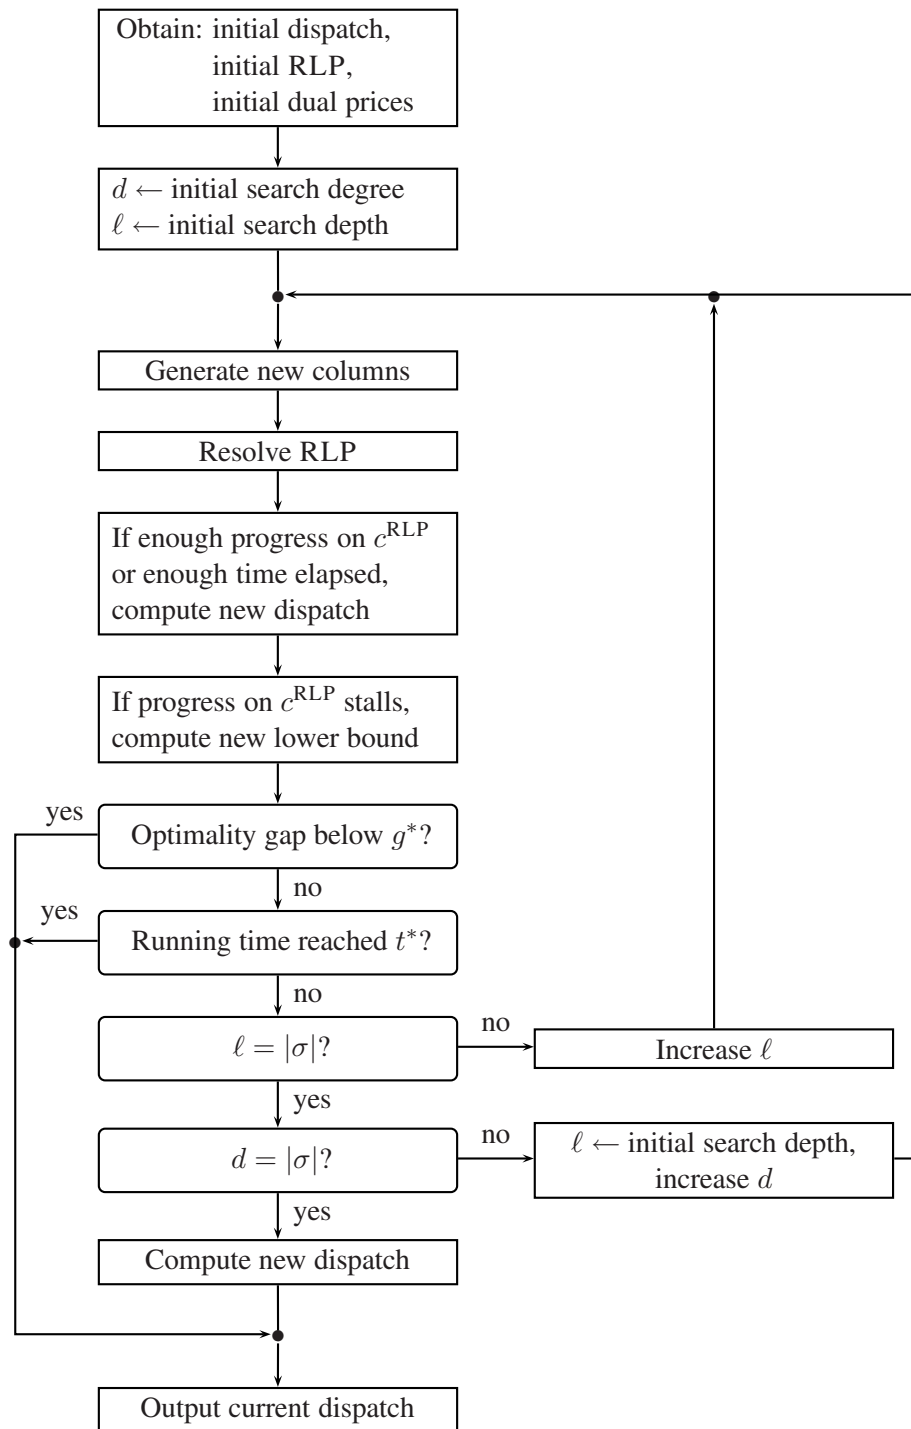 Obtain: initial dispatch,
initial RLP,
initial dual prices
d ← initial search degree
ℓ ← initial search depth
Generate new columns
Resolve RLP
If enough progress on c^RLP
or enough time elapsed,
compute new dispatch
If progress on c^RLP stalls,
compute new lower bound
yes
Optimality gap below g*?
no
yes
Running time reached t*?
no
ℓ = |σ|?
no
Increase ℓ
yes
d = |σ|?
no
ℓ ← initial search depth,
increase d
yes
Compute new dispatch
Output current dispatch